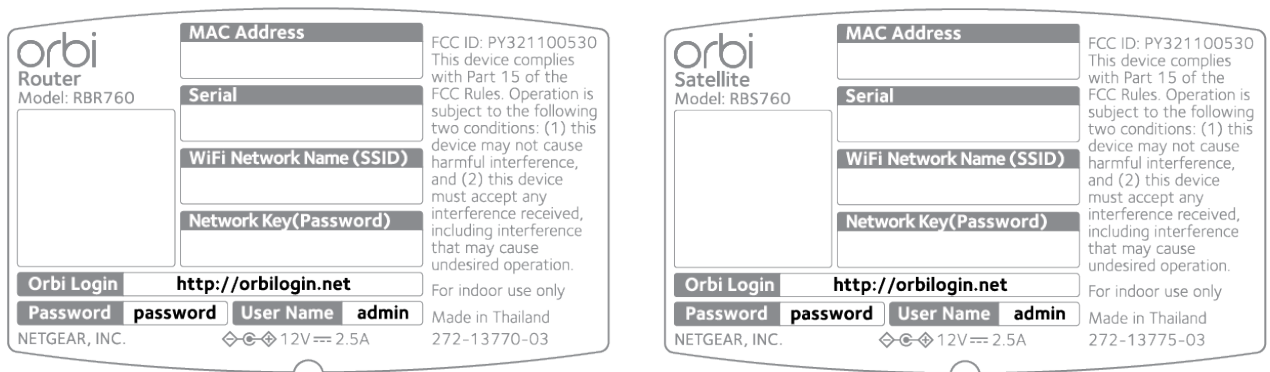 orbi
Router
Model: RBR760
MAC Address
Serial
WiFi Network Name (SSID)
Network Key(Password)
FCC ID: PY321100530
This device complies
with Part 15 of the
FCC Rules. Operation is
subject to the following
two conditions: (1) this
device may not cause
harmful interference,
and (2) this device
must accept any
interference received,
including interference
that may cause
undesired operation.
For indoor use only
Made in Thailand
272-13770-03
Orbi Login http://orbilogin.net
Password password User Name admin
NETGEAR, INC. 12V⎓2.5A
orbi
Satellite
Model: RBS760
MAC Address
Serial
WiFi Network Name (SSID)
Network Key(Password)
FCC ID: PY321100530
This device complies
with Part 15 of the
FCC Rules. Operation is
subject to the following
two conditions: (1) this
device may not cause
harmful interference,
and (2) this device
must accept any
interference received,
including interference
that may cause
undesired operation.
For indoor use only
Made in Thailand
272-13775-03
Orbi Login http://orbilogin.net
Password password User Name admin
NETGEAR, INC. 12V⎓2.5A